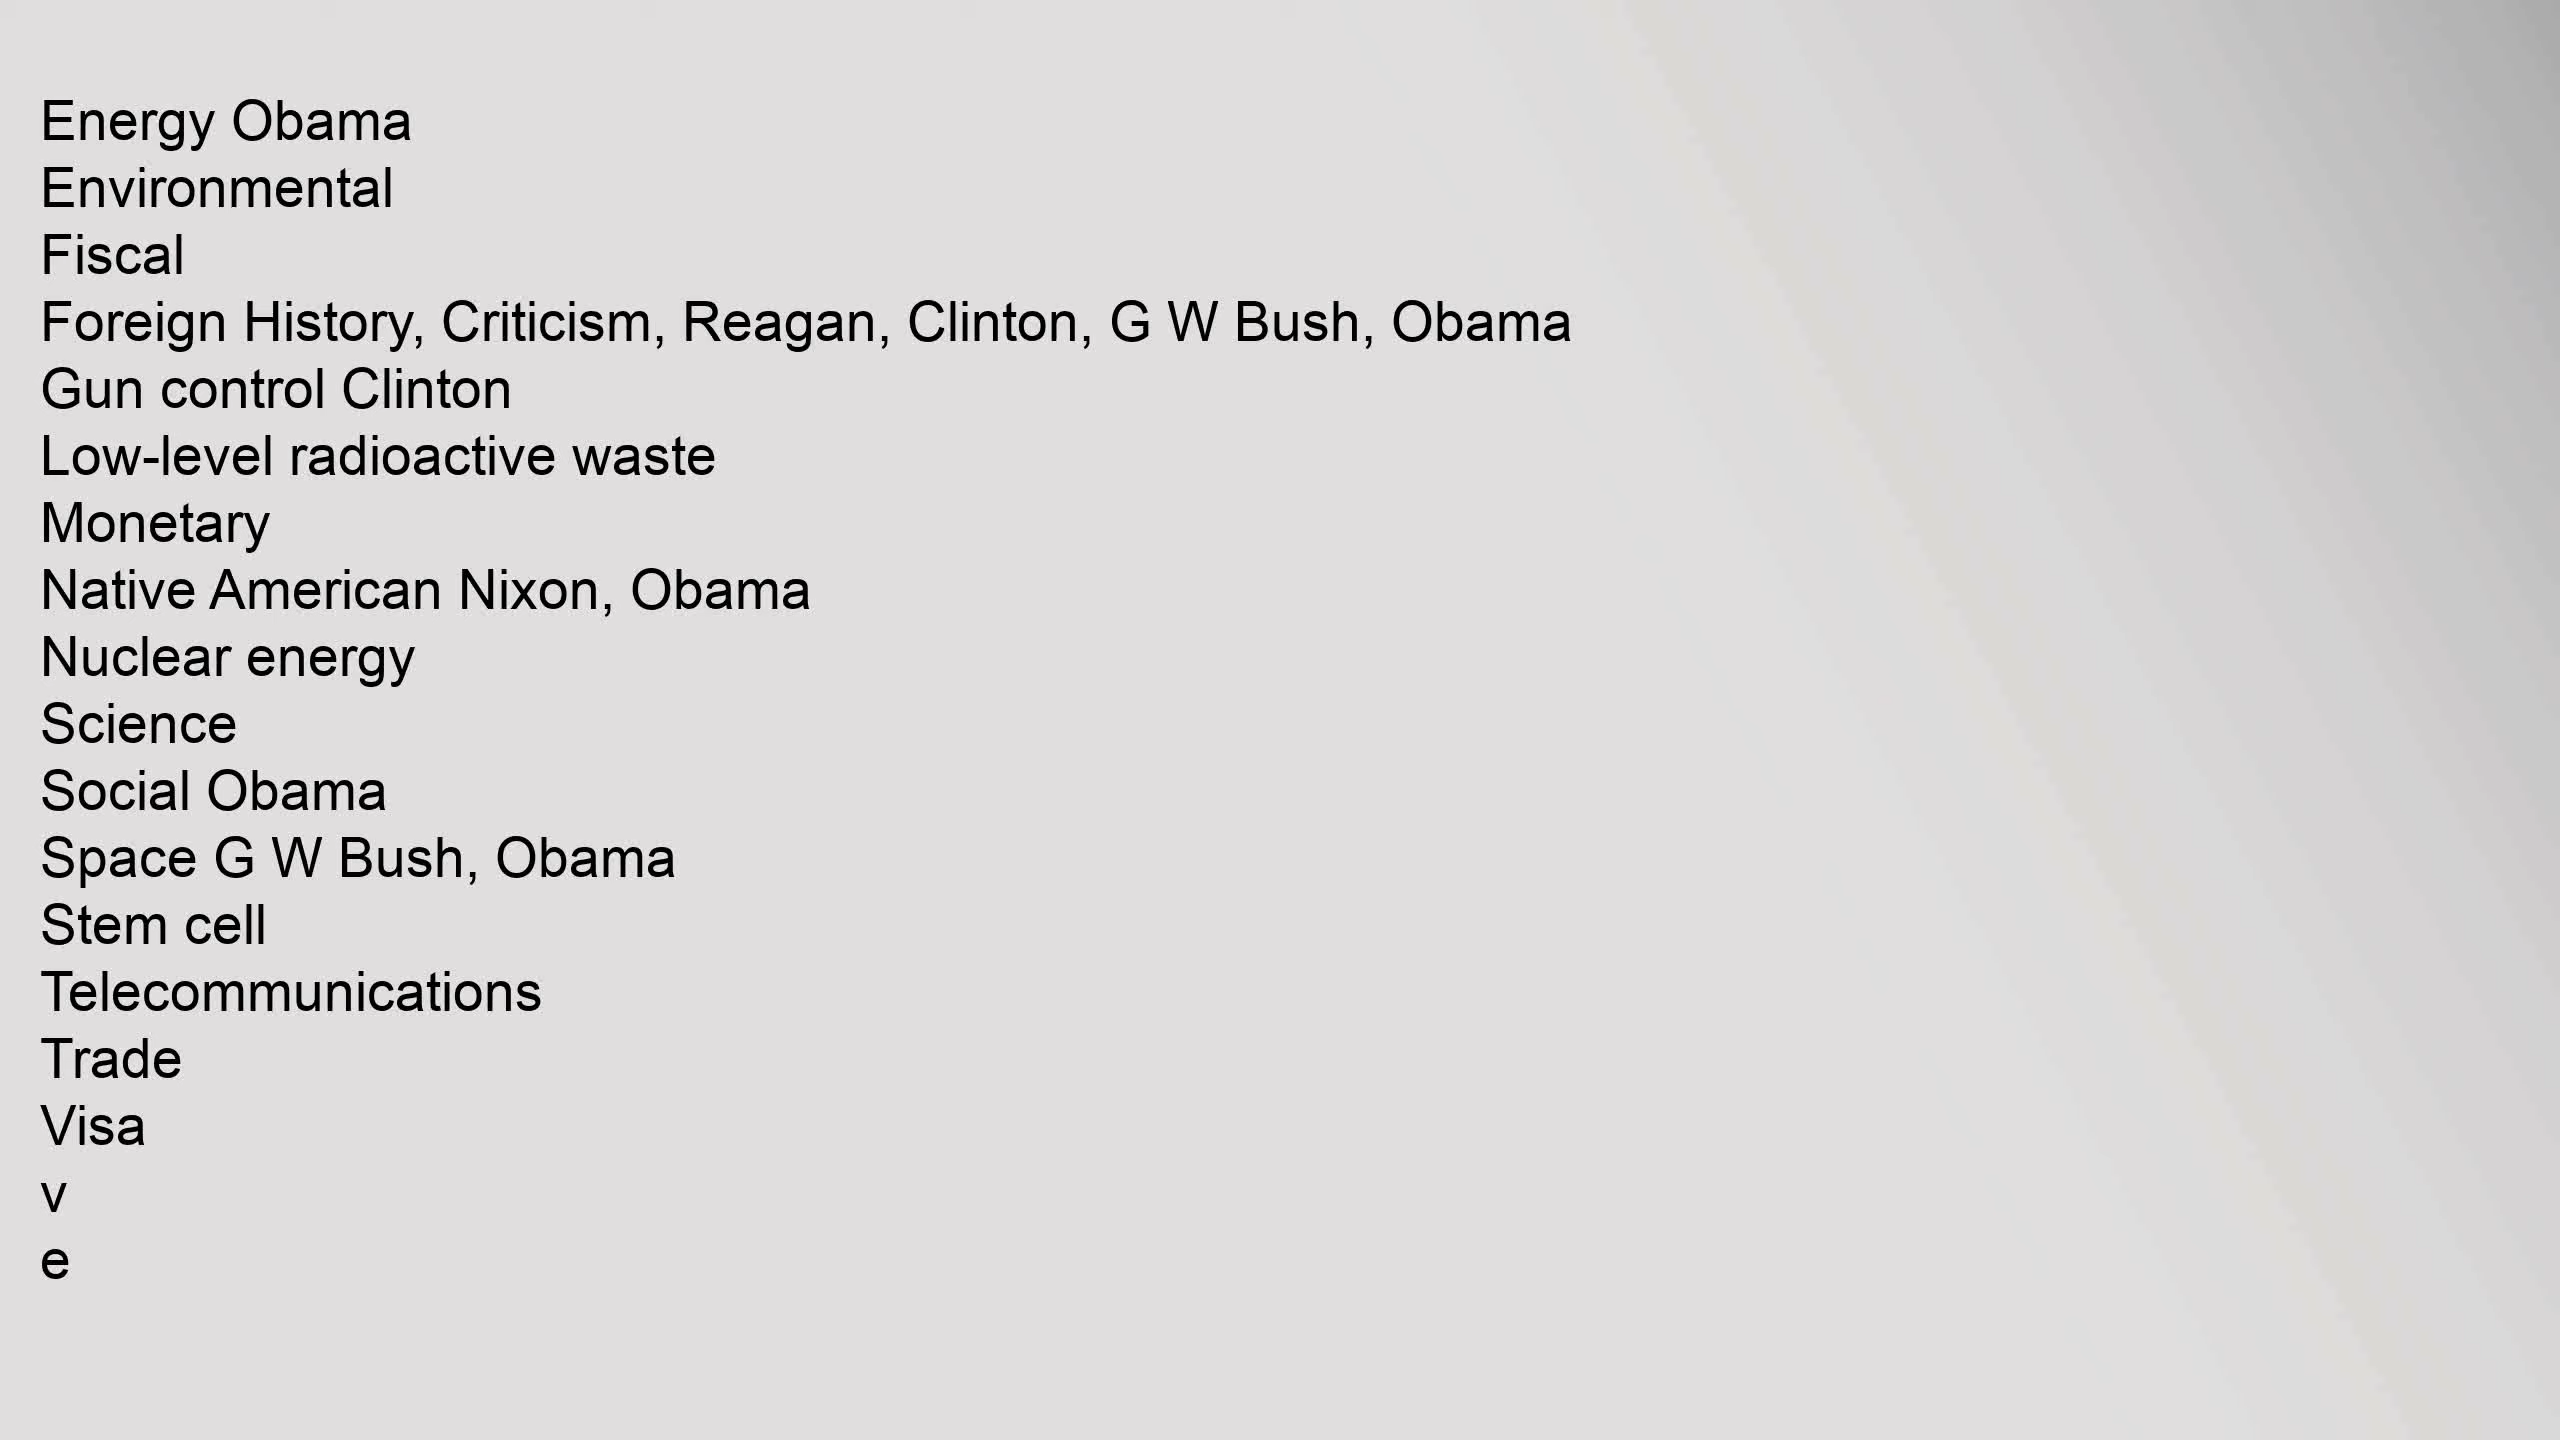 Energy Obama
Environmental
Fiscal
Foreign History, Criticism, Reagan, Clinton, G W Bush, Obama
Gun control Clinton
Low-level radioactive waste
Monetary
Native American Nixon, Obama
Nuclear energy
Science
Social Obama
Space G W Bush, Obama
Stem cell
Telecommunications
Trade
Visa
v
e